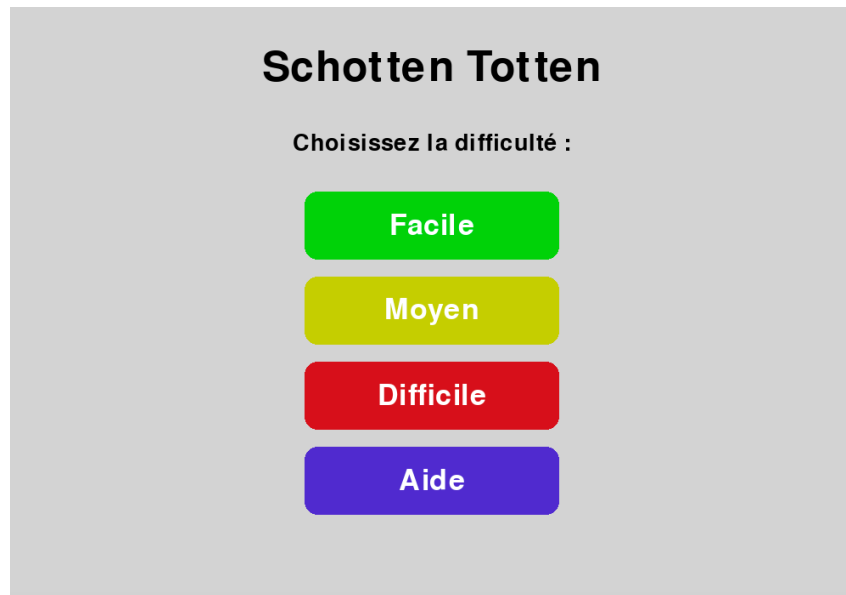 Schotten Totten
Choisissez la difficulté :
Facile
Moyen
Difficile
Aide